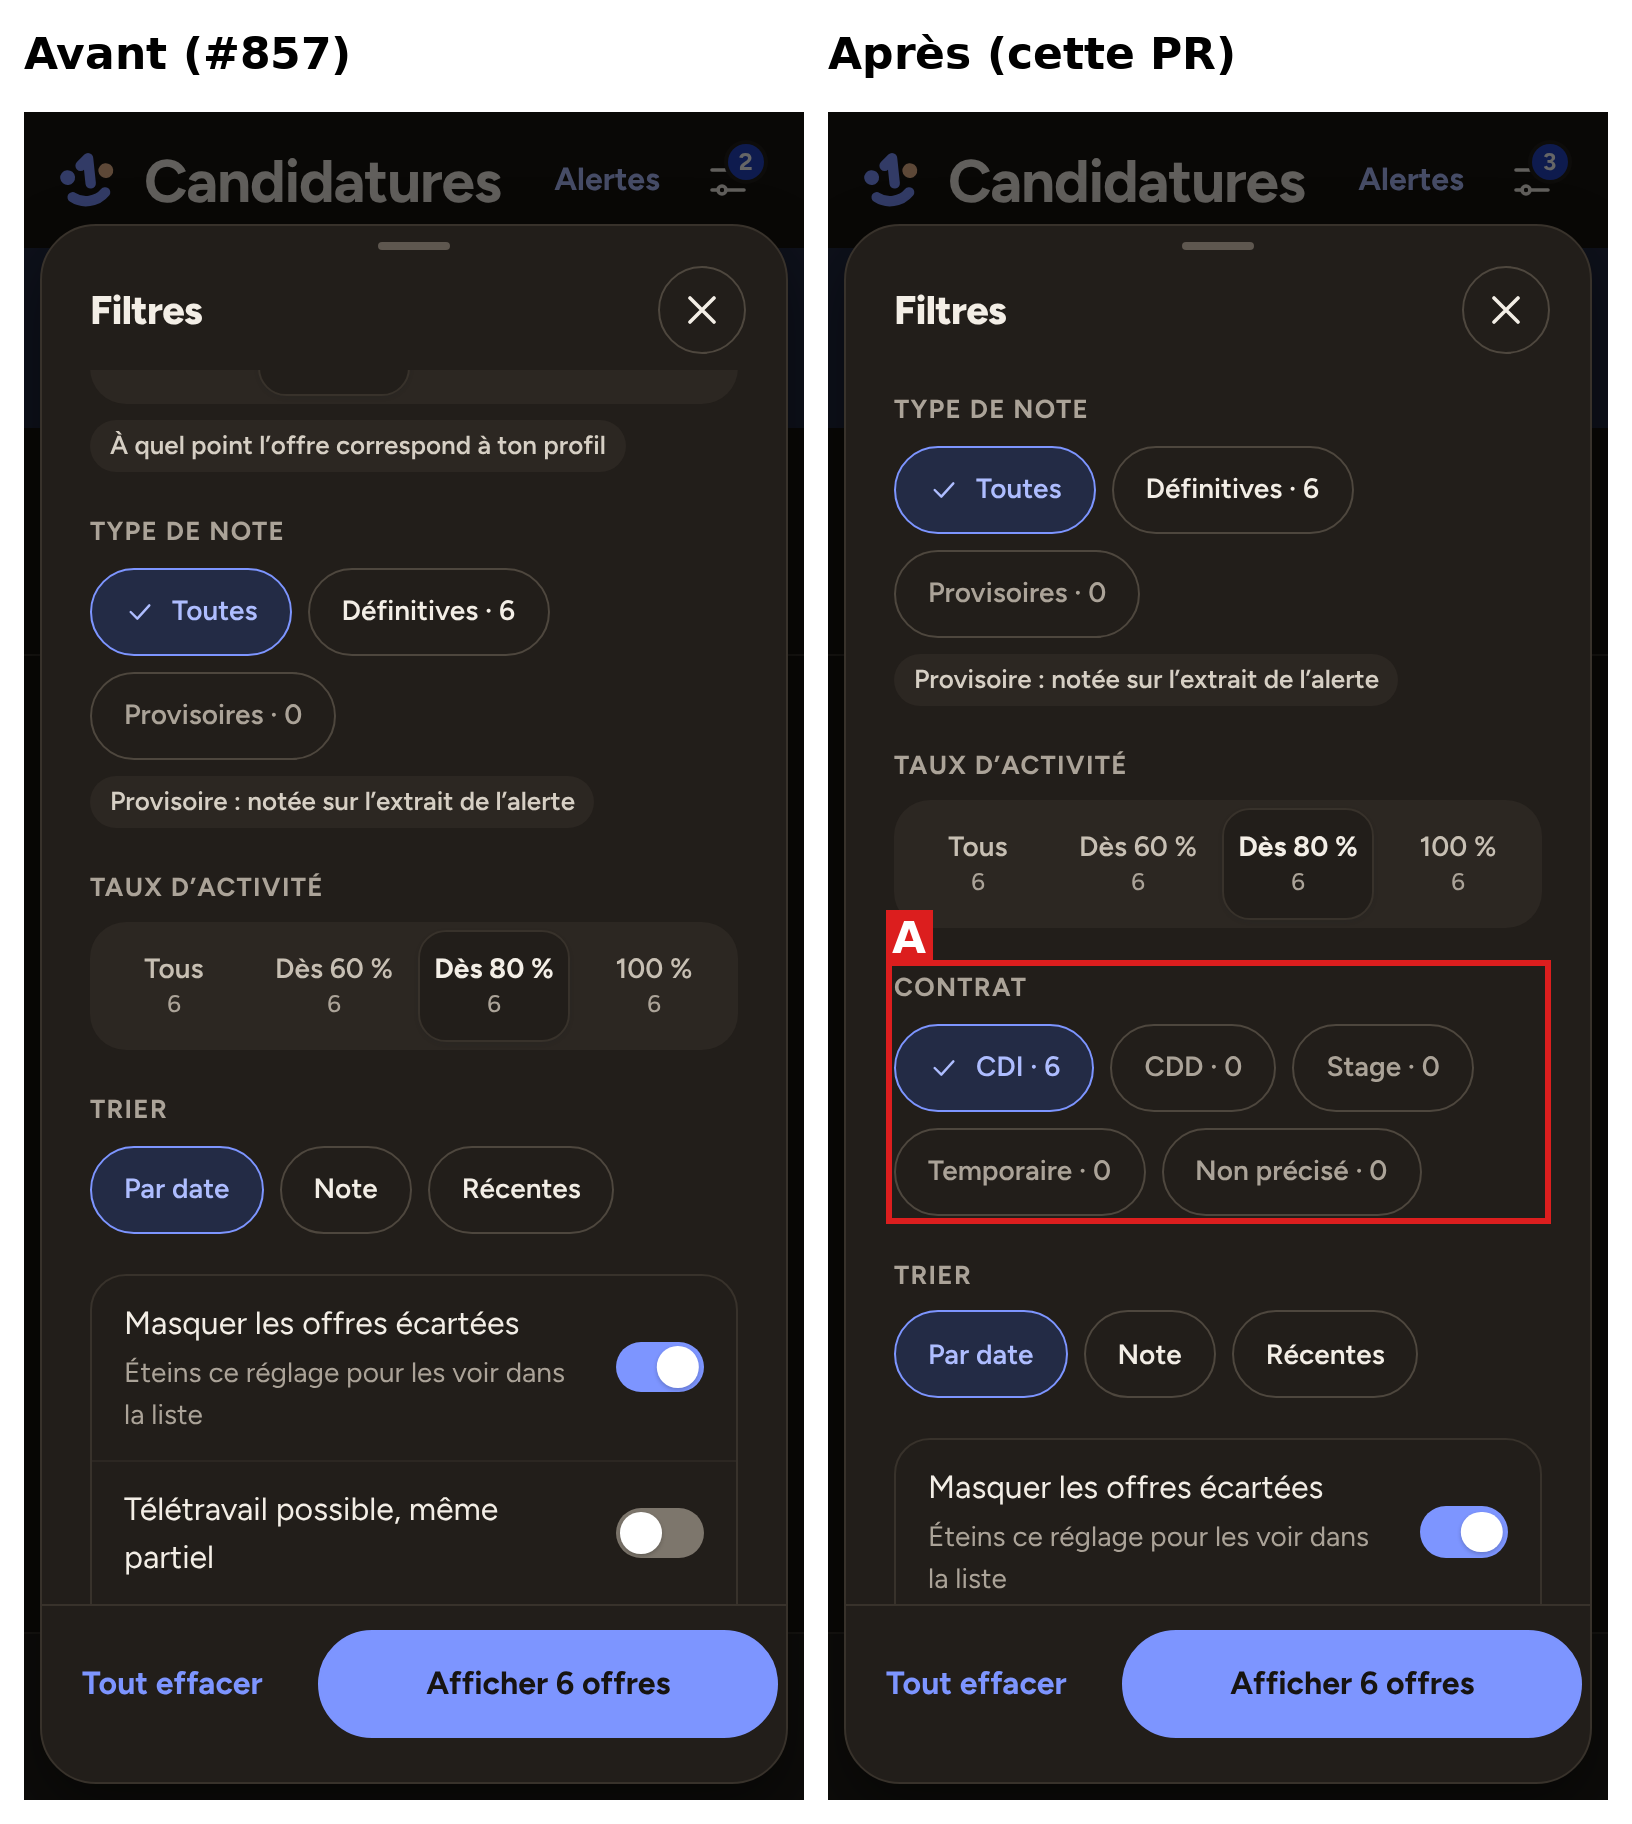 Avant (#857)
Candidatures
Alertes
2
Filtres
À quel point l’offre correspond à ton profil
TYPE DE NOTE
Toutes
Définitives · 6
Provisoires · 0
Provisoire : notée sur l’extrait de l’alerte
TAUX D’ACTIVITÉ
Tous
6
Dès 60 %
6
Dès 80 %
6
100 %
6
TRIER
Par date
Note
Récentes
Masquer les offres écartées
Éteins ce réglage pour les voir dans
la liste
Télétravail possible, même
partiel
Tout effacer
Afficher 6 offres
Après (cette PR)
Candidatures
Alertes
3
Filtres
TYPE DE NOTE
Toutes
Définitives · 6
Provisoires · 0
Provisoire : notée sur l’extrait de l’alerte
TAUX D’ACTIVITÉ
Tous
6
Dès 60 %
6
Dès 80 %
6
100 %
6
A
CONTRAT
CDI · 6
CDD · 0
Stage · 0
Temporaire · 0
Non précisé · 0
TRIER
Par date
Note
Récentes
Masquer les offres écartées
Éteins ce réglage pour les voir dans
la liste
Tout effacer
Afficher 6 offres